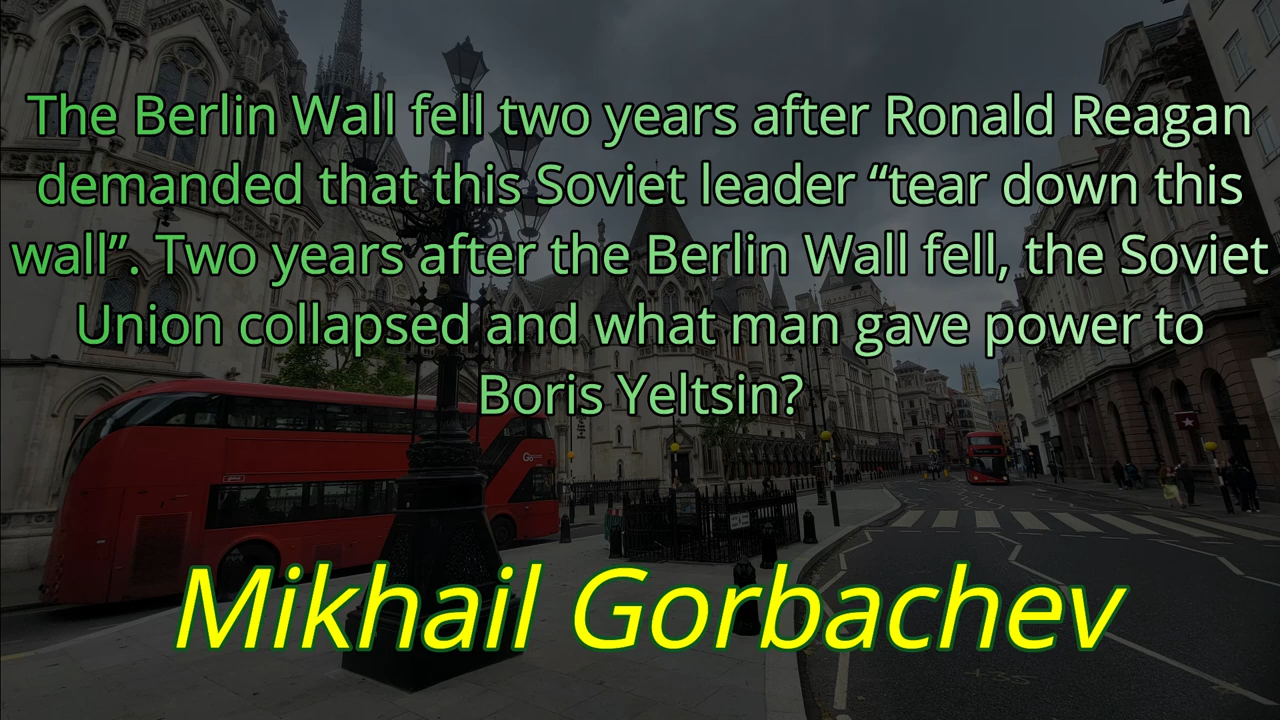 The Berlin Wall fell two years after Ronald Reagan
demanded that this Soviet leader “tear down this
wall”. Two years after the Berlin Wall fell, the Soviet
Union collapsed and what man gave power to
Boris Yeltsin?
Go
Mikhail Gorbachev